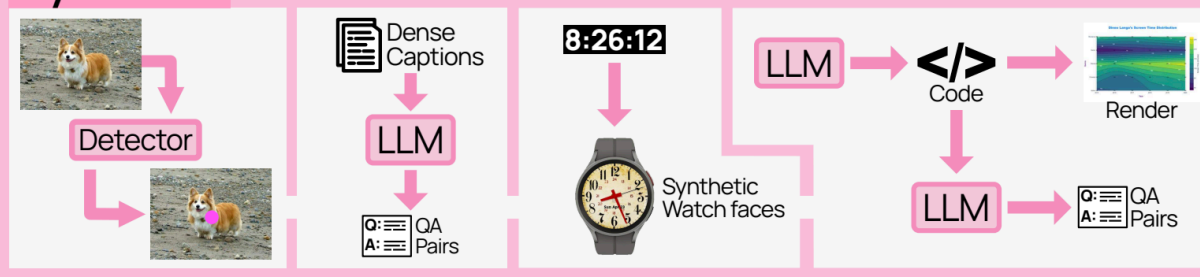 Detector
Dense
Captions
LLM
Q:
A:
QA
Pairs
8:26:12
Synthetic
Watch faces
LLM
</>
Code
Render
LLM
Q:
A:
QA
Pairs